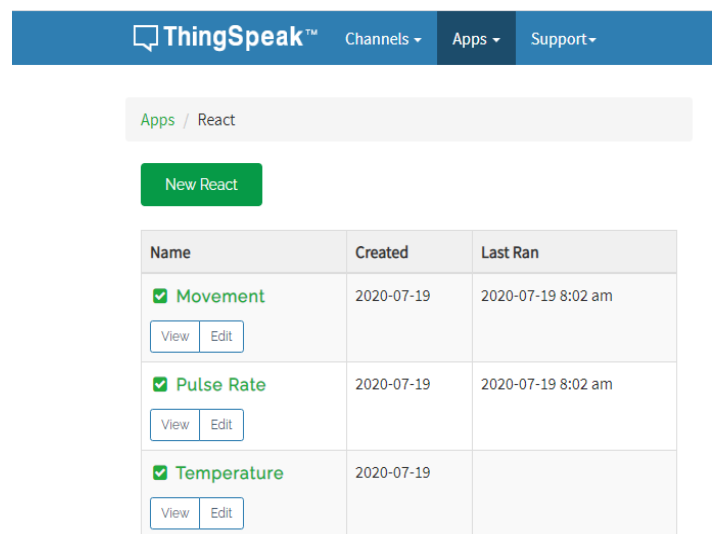 ThingSpeak™ Channels Apps Support
Apps / React
New React
Name Created Last Ran
Movement 2020-07-19 2020-07-19 8:02 am
View Edit
Pulse Rate 2020-07-19 2020-07-19 8:02 am
View Edit
Temperature 2020-07-19
View Edit